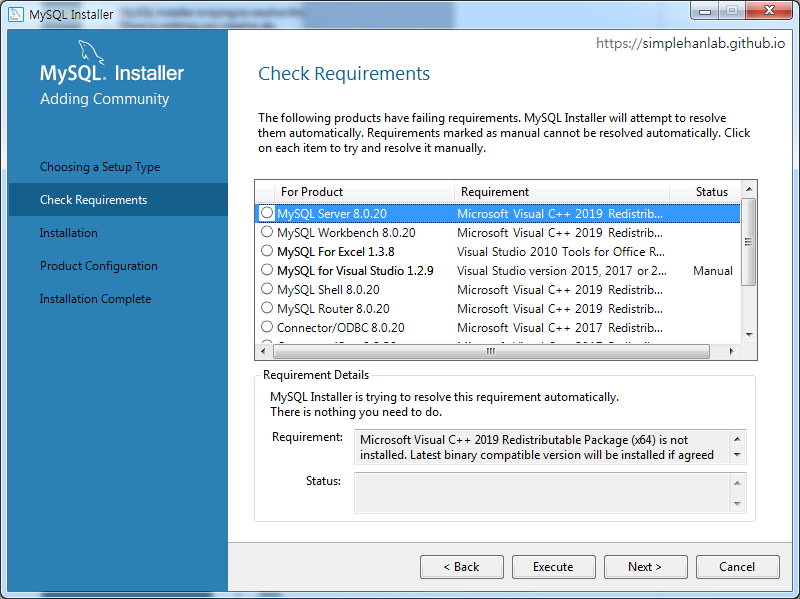 MySQL Installer
https://simplehanlab.github.io
MySQL. Installer
Adding Community
Choosing a Setup Type
Check Requirements
Installation
Product Configuration
Installation Complete
Check Requirements
The following products have failing requirements. MySQL Installer will attempt to resolve
them automatically. Requirements marked as manual cannot be resolved automatically. Click
on each item to try and resolve it manually.
For Product Requirement Status
MySQL Server 8.0.20 Microsoft Visual C++ 2019 Redistrib...
MySQL Workbench 8.0.20 Microsoft Visual C++ 2019 Redistrib...
MySQL For Excel 1.3.8 Visual Studio 2010 Tools for Office R...
MySQL for Visual Studio 1.2.9 Visual Studio version 2015, 2017 or 2... Manual
MySQL Shell 8.0.20 Microsoft Visual C++ 2019 Redistrib...
MySQL Router 8.0.20 Microsoft Visual C++ 2019 Redistrib...
Connector/ODBC 8.0.20 Microsoft Visual C++ 2017 Redistrib...
Requirement Details
MySQL Installer is trying to resolve this requirement automatically.
There is nothing you need to do.
Requirement: Microsoft Visual C++ 2019 Redistributable Package (x64) is not
installed. Latest binary compatible version will be installed if agreed
Status:
< Back Execute Next > Cancel